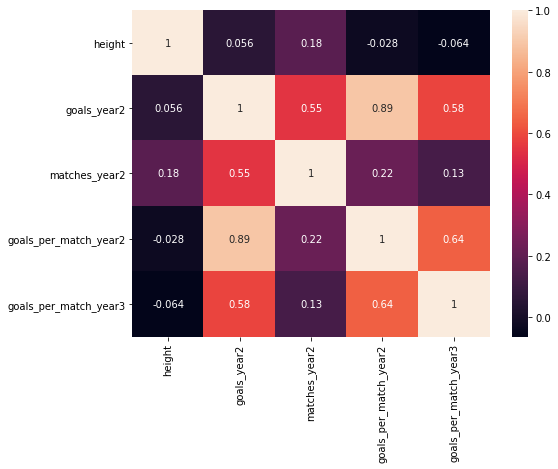 height 1 0.056 0.18 -0.028 -0.064
goals_year2 0.056 1 0.55 0.89 0.58
matches_year2 0.18 0.55 1 0.22 0.13
goals_per_match_year2 -0.028 0.89 0.22 1 0.64
goals_per_match_year3 -0.064 0.58 0.13 0.64 1
height
goals_year2
matches_year2
goals_per_match_year2
goals_per_match_year3
1.0
0.8
0.6
0.4
0.2
0.0